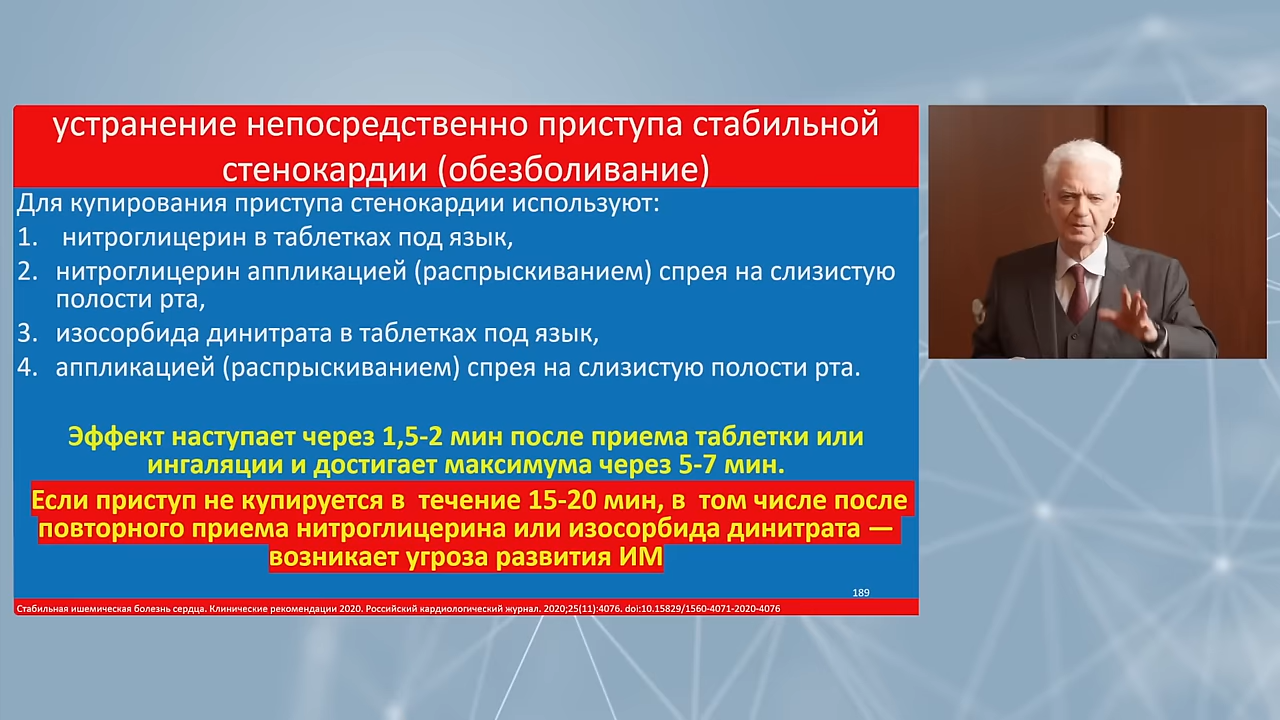 устранение непосредственно приступа стабильной
стенокардии (обезболивание)
Для купирования приступа стенокардии используют:
1. нитроглицерин в таблетках под язык,
2. нитроглицерин аппликацией (распрыскиванием) спрея на слизистую
полости рта,
3. изосорбида динитрата в таблетках под язык,
4. аппликацией (распрыскиванием) спрея на слизистую полости рта.
Эффект наступает через 1,5-2 мин после приема таблетки или
ингаляции и достигает максимума через 5-7 мин.
Если приступ не купируется в течение 15-20 мин, в том числе после
повторного приема нитроглицерина или изосорбида динитрата —
возникает угроза развития ИМ
189
Стабильная ишемическая болезнь сердца. Клинические рекомендации 2020. Российский кардиологический журнал. 2020;25(11):4076. doi:10.15829/1560-4071-2020-4076